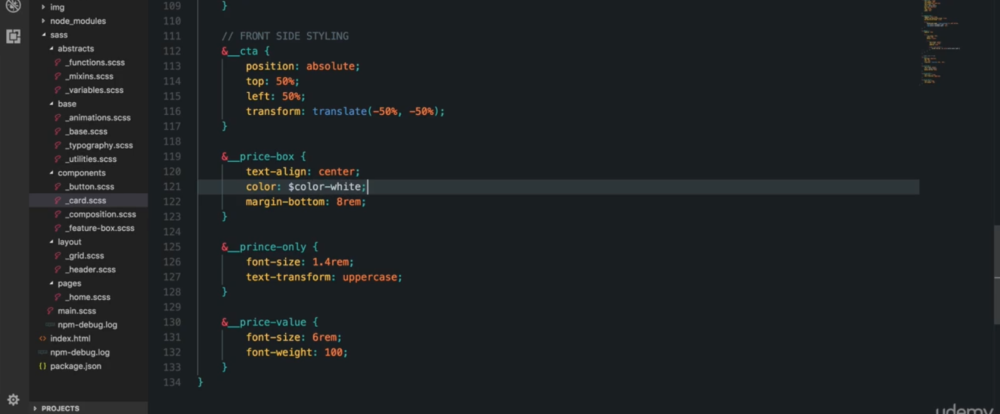 img
node_modules
sass
abstracts
_functions.scss
_mixins.scss
_variables.scss
base
_animations.scss
_base.scss
_typography.scss
_utilities.scss
components
_button.scss
_card.scss
_composition.scss
_feature-box.scss
layout
_grid.scss
_header.scss
pages
_home.scss
main.scss
npm-debug.log
<> index.html
npm-debug.log
{} package.json
PROJECTS
109 }
110
111 // FRONT SIDE STYLING
112 &__cta {
113 position: absolute;
114 top: 50%;
115 left: 50%;
116 transform: translate(-50%, -50%);
117 }
118
119 &__price-box {
120 text-align: center;
121 color: $color-white;
122 margin-bottom: 8rem;
123 }
124
125 &__prince-only {
126 font-size: 1.4rem;
127 text-transform: uppercase;
128 }
129
130 &__price-value {
131 font-size: 6rem;
132 font-weight: 100;
133 }
134 }
udemy